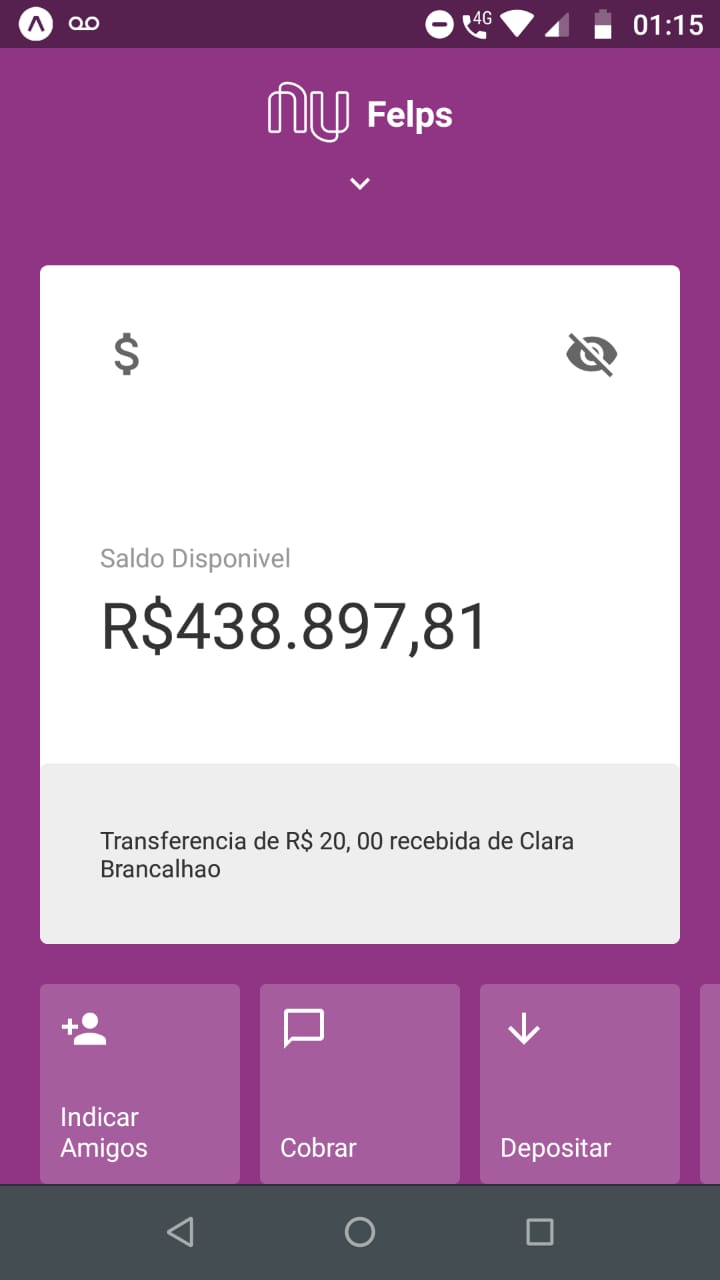 4G
01:15
nu Felps
$
Saldo Disponivel
R$438.897,81
Transferencia de R$ 20, 00 recebida de Clara
Brancalhao
Indicar
Amigos
Cobrar
Depositar